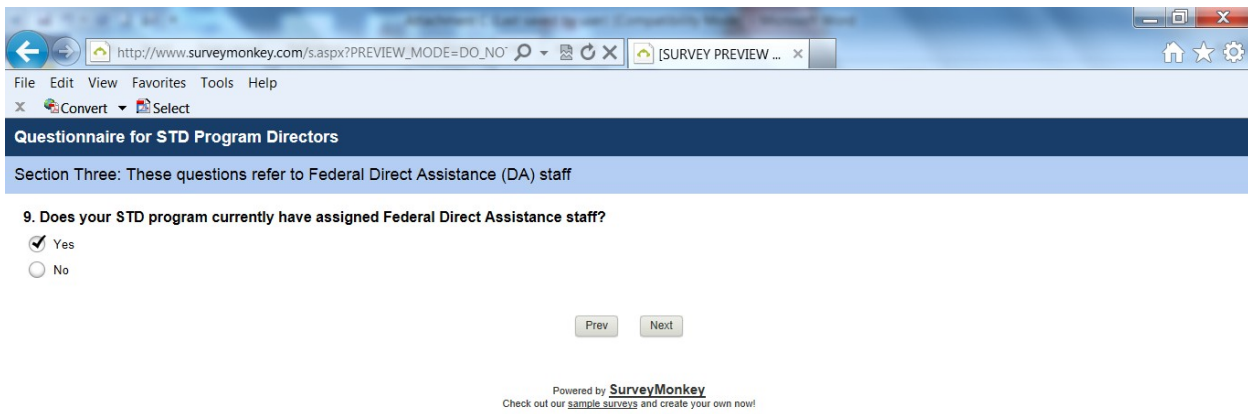 http://www.surveymonkey.com/s.aspx?PREVIEW_MODE=DO_NO
[SURVEY PREVIEW ...
File Edit View Favorites Tools Help
Convert Select
Questionnaire for STD Program Directors
Section Three: These questions refer to Federal Direct Assistance (DA) staff
9. Does your STD program currently have assigned Federal Direct Assistance staff?
Yes
No
Prev Next
Powered by SurveyMonkey
Check out our sample surveys and create your own now!